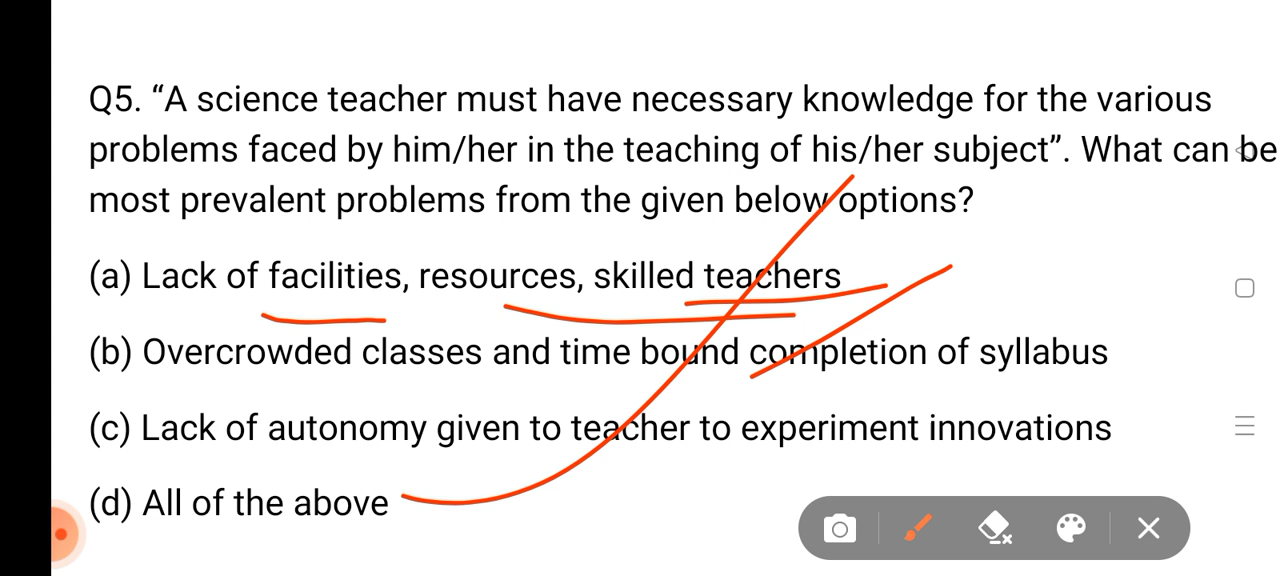 Q5. “A science teacher must have necessary knowledge for the various
problems faced by him/her in the teaching of his/her subject”. What can be
most prevalent problems from the given below options?
(a) Lack of facilities, resources, skilled teachers
(b) Overcrowded classes and time bound completion of syllabus
(c) Lack of autonomy given to teacher to experiment innovations
(d) All of the above